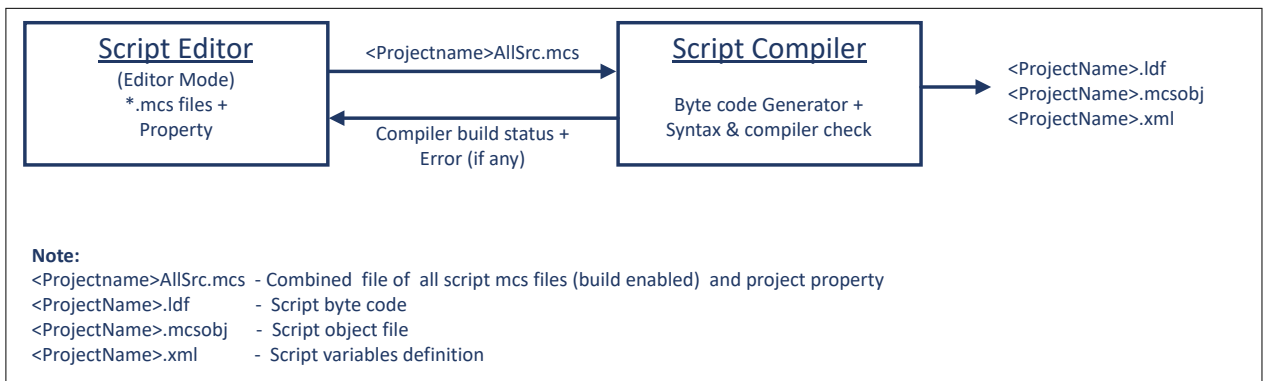 Script Editor
(Editor Mode)
*.mcs files +
Property
<Projectname>AllSrc.mcs
Compiler build status +
Error (if any)
Script Compiler
Byte code Generator +
Syntax & compiler check
<ProjectName>.ldf
<ProjectName>.mcsobj
<ProjectName>.xml
Note:
<Projectname>AllSrc.mcs - Combined file of all script mcs files (build enabled) and project property
<ProjectName>.ldf - Script byte code
<ProjectName>.mcsobj - Script object file
<ProjectName>.xml - Script variables definition